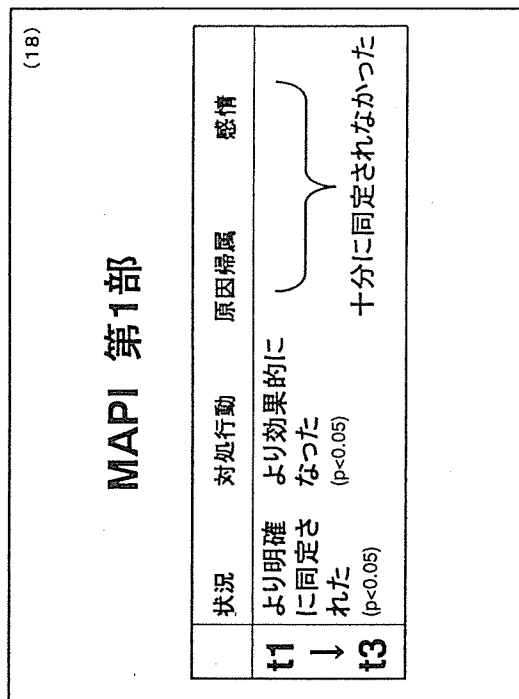 (18)
MAPI 第1部
状況 対処行動 原因帰属 感情
t1
↓
t3
より明確
に同定さ
れた
(p<0.05)
より効果的に
なった
(p<0.05)
十分に同定されなかった